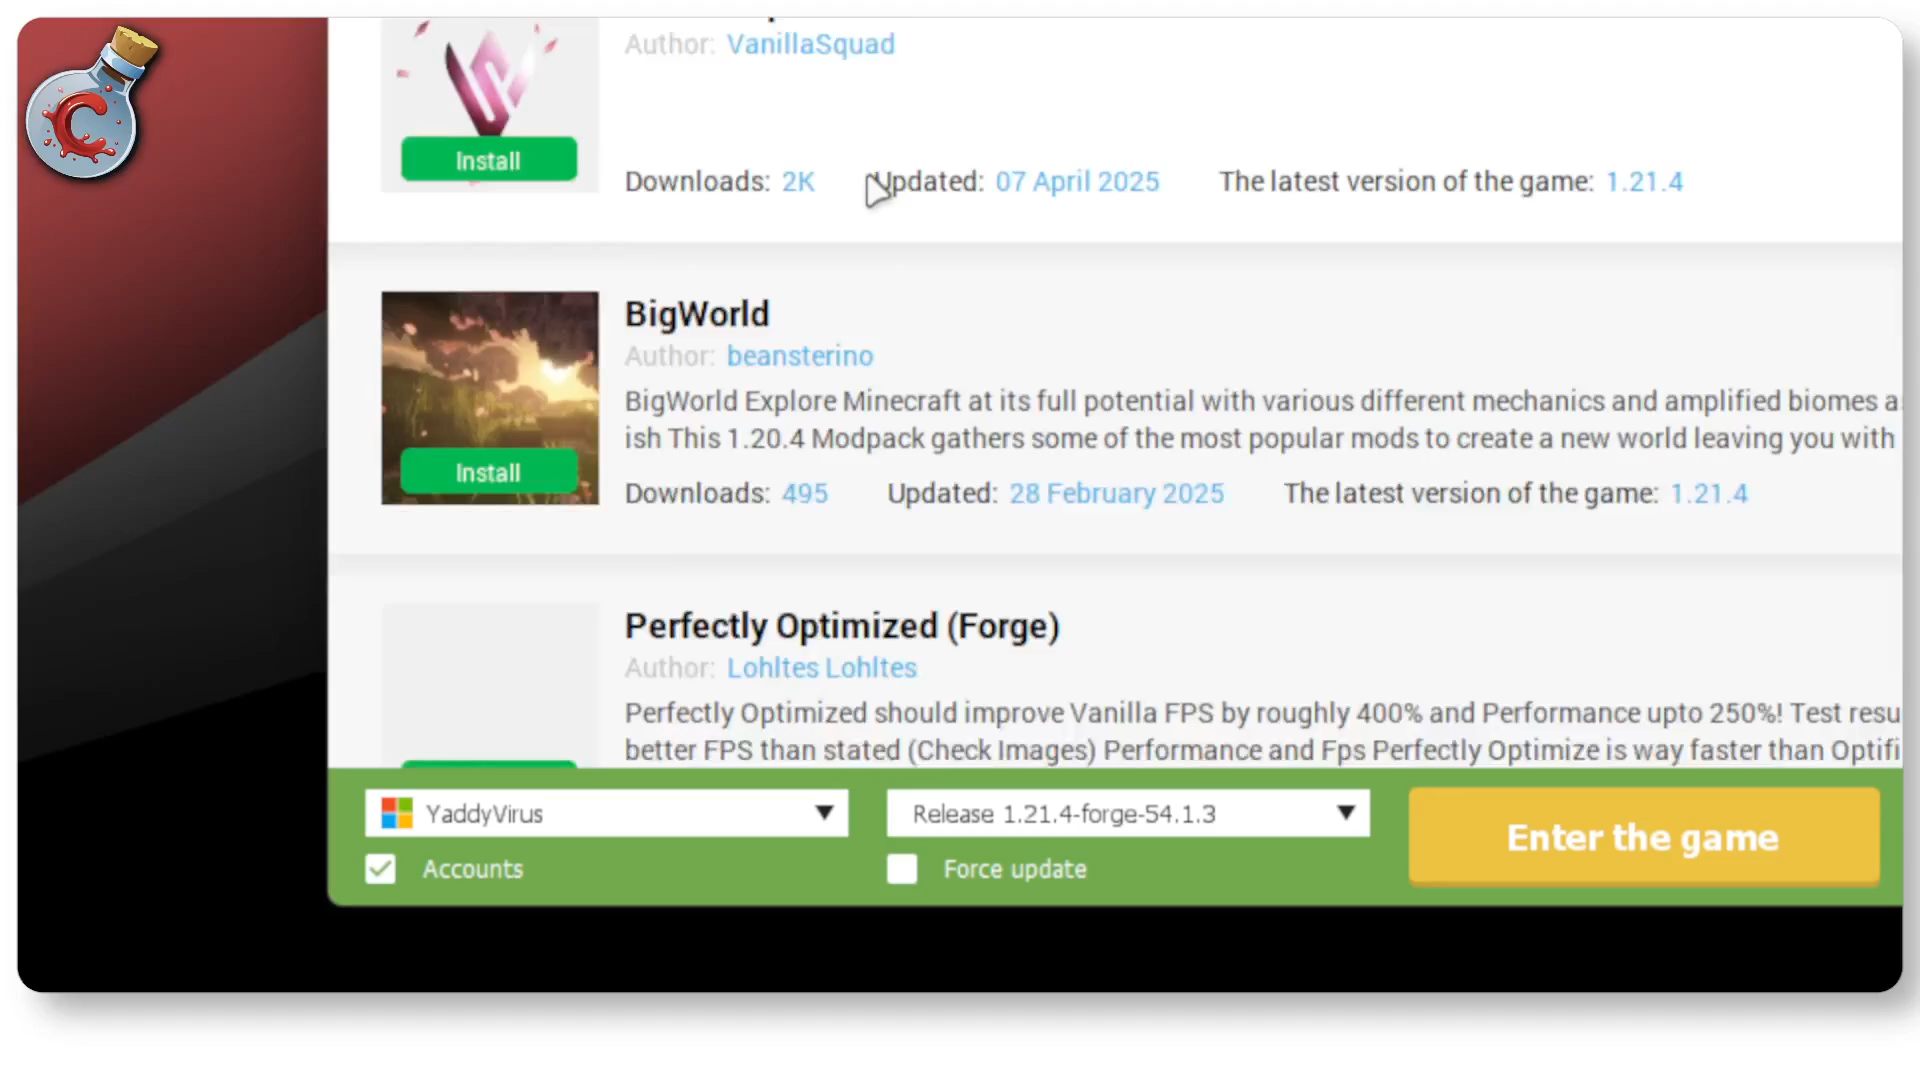 Author: VanillaSquad
Install
Downloads: 2K Updated: 07 April 2025 The latest version of the game: 1.21.4
BigWorld
Author: beansterino
BigWorld Explore Minecraft at its full potential with various different mechanics and amplified biomes a
ish This 1.20.4 Modpack gathers some of the most popular mods to create a new world leaving you with
Install
Downloads: 495 Updated: 28 February 2025 The latest version of the game: 1.21.4
Perfectly Optimized (Forge)
Author: Lohltes Lohltes
Perfectly Optimized should improve Vanilla FPS by roughly 400% and Performance upto 250%! Test resu
better FPS than stated (Check Images) Performance and Fps Perfectly Optimize is way faster than Optifi
YaddyVirus
Release 1.21.4-forge-54.1.3
Enter the game
Accounts
Force update